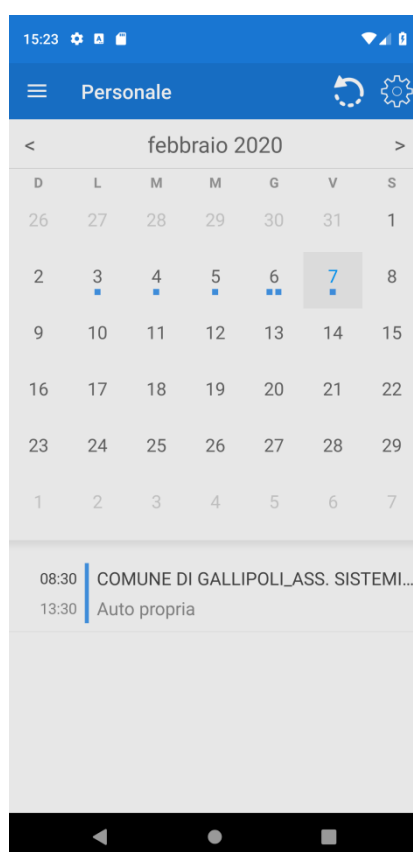 15:23
Personale
< febbraio 2020 >
D L M M G V S
26 27 28 29 30 31 1
2 3 4 5 6 7 8
9 10 11 12 13 14 15
16 17 18 19 20 21 22
23 24 25 26 27 28 29
1 2 3 4 5 6 7
08:30 COMUNE DI GALLIPOLI_ASS. SISTEMI...
13:30 Auto propria